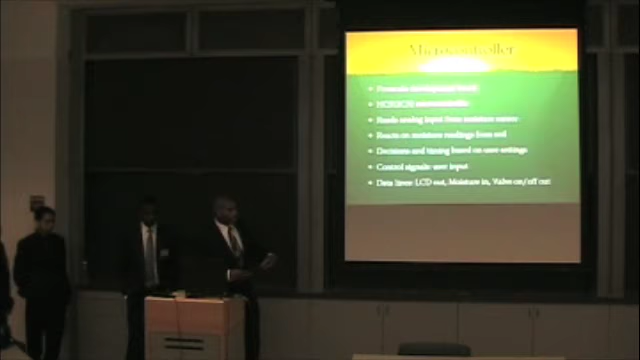 Microcontroller
Reads analog input from moisture sensor
Reacts on moisture readings from soil
Decisions and timing based on user settings
Control signals: user input
Data lines: LCD out, Moisture in, Valve on/off out